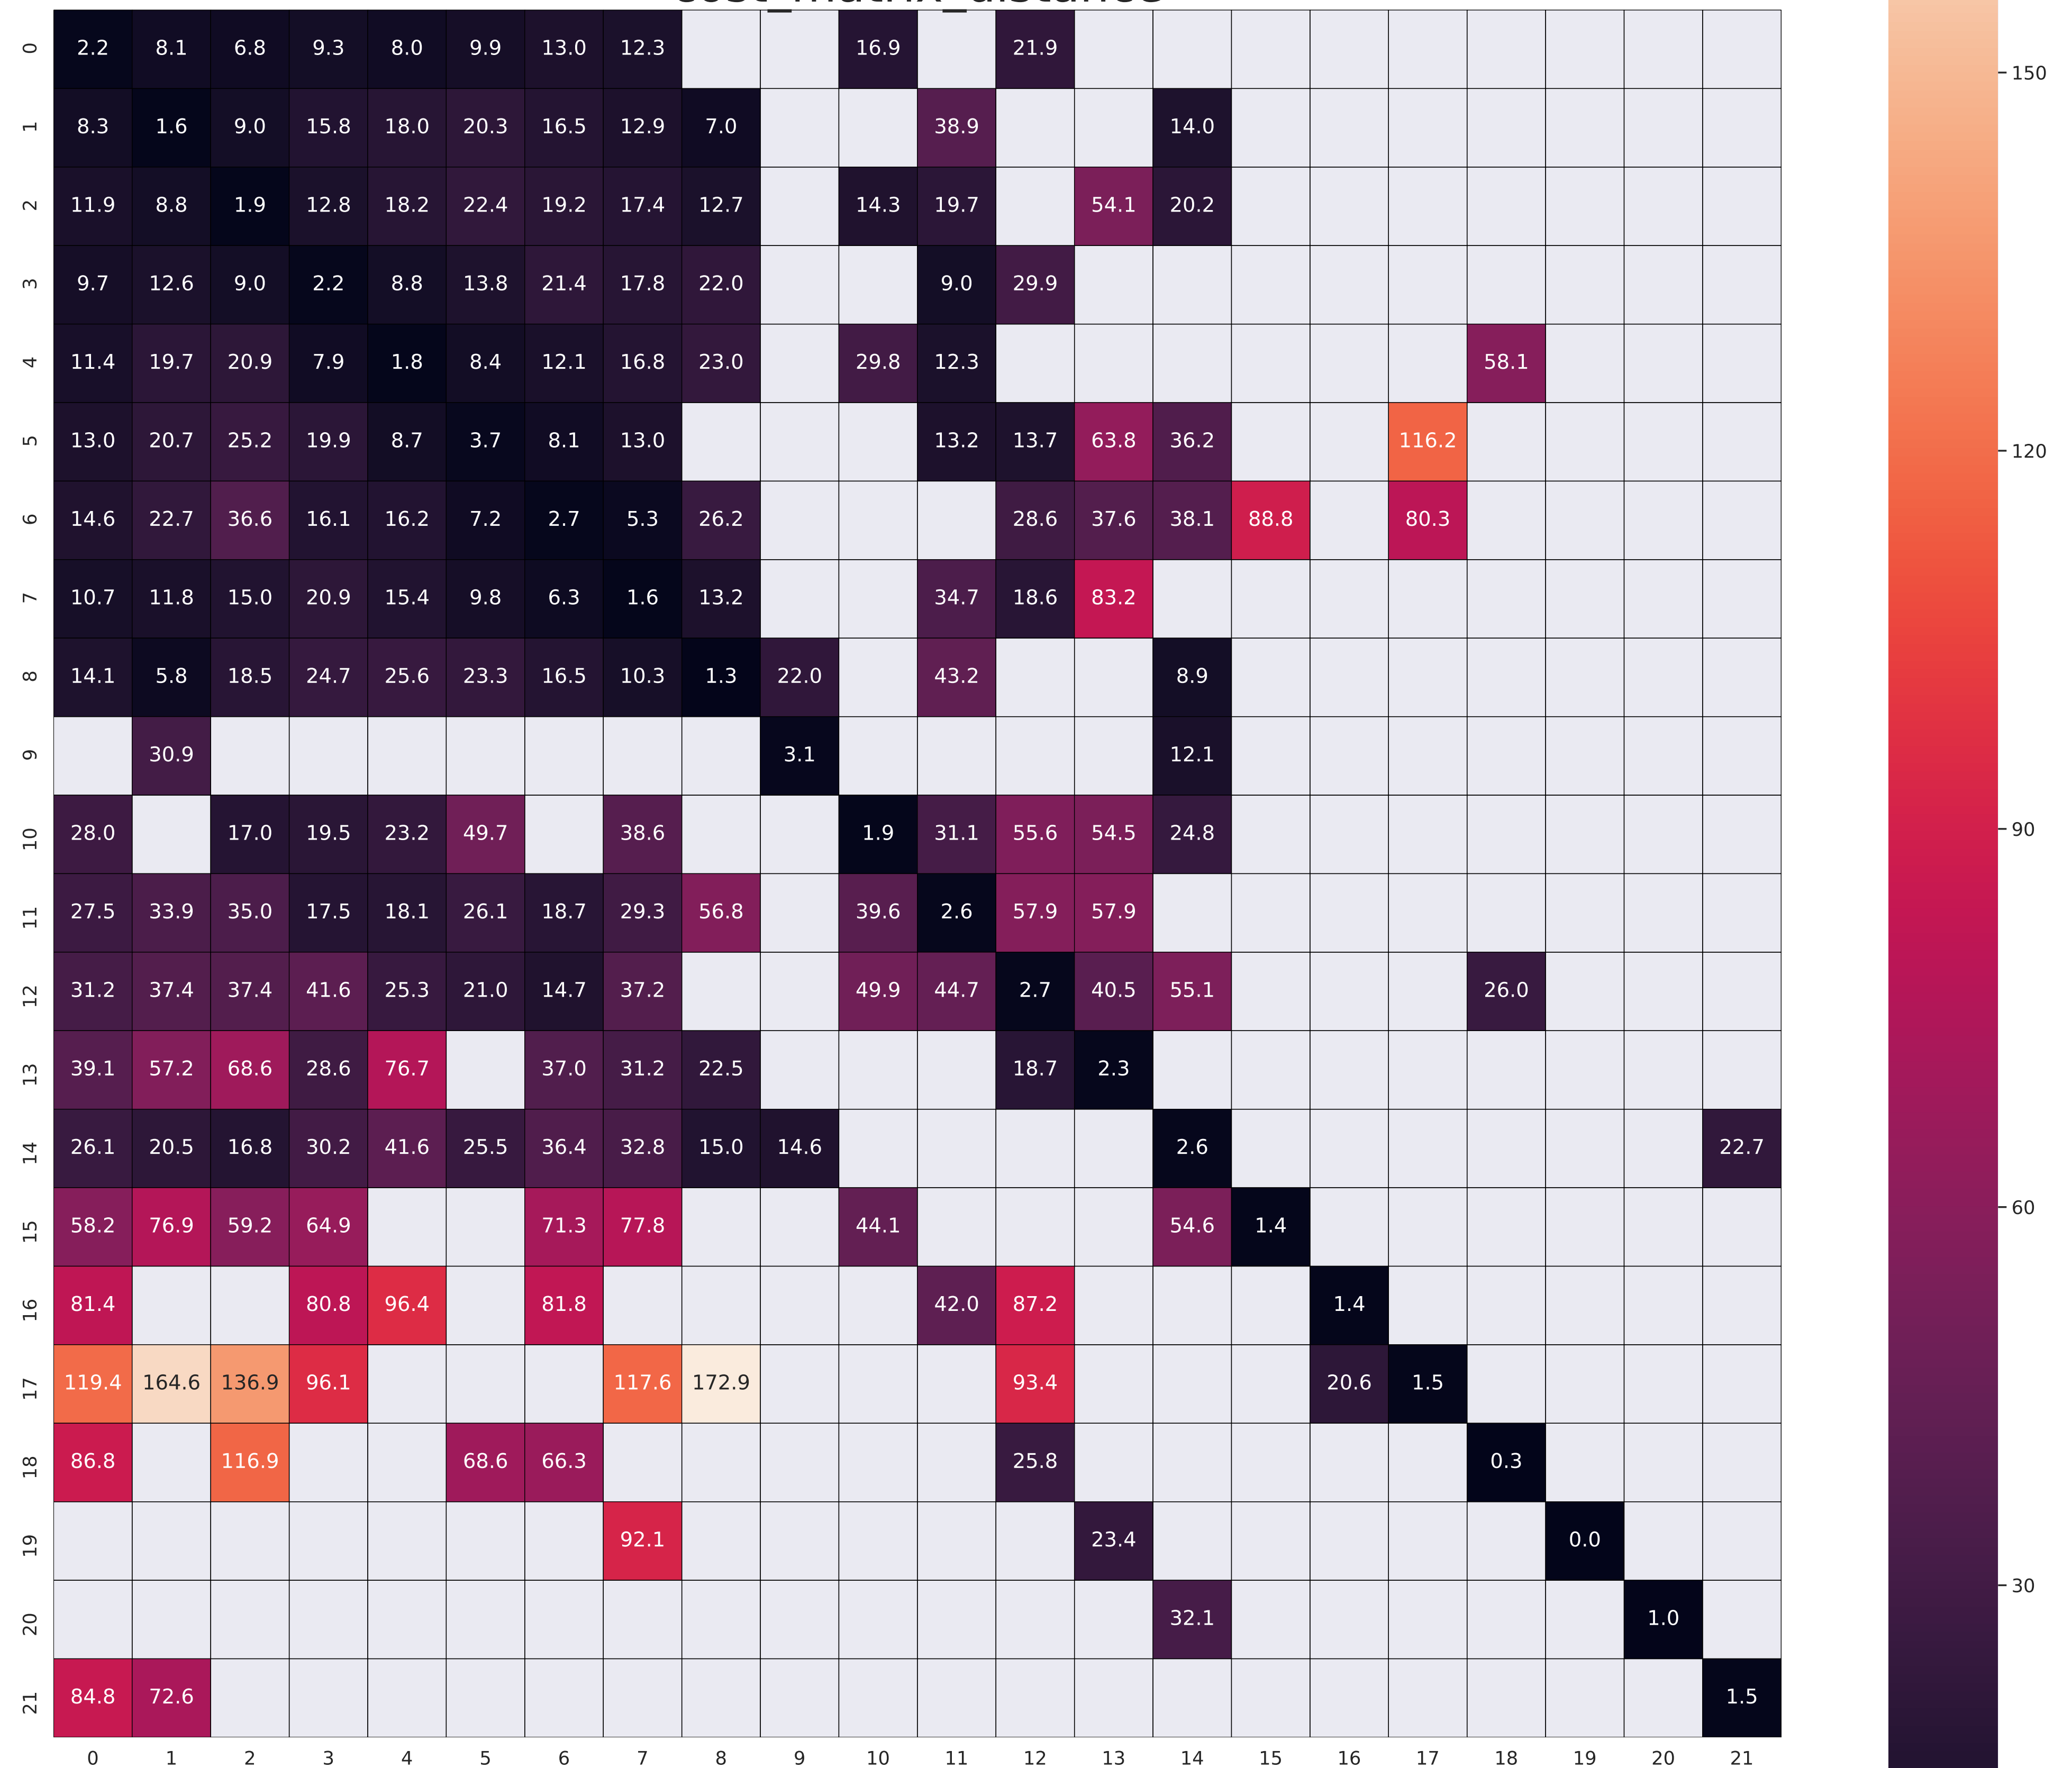 cost_matrix_distance
0 2.2 8.1 6.8 9.3 8.0 9.9 13.0 12.3 16.9 21.9
1 8.3 1.6 9.0 15.8 18.0 20.3 16.5 12.9 7.0 38.9 14.0
2 11.9 8.8 1.9 12.8 18.2 22.4 19.2 17.4 12.7 14.3 19.7 54.1 20.2
3 9.7 12.6 9.0 2.2 8.8 13.8 21.4 17.8 22.0 9.0 29.9
4 11.4 19.7 20.9 7.9 1.8 8.4 12.1 16.8 23.0 29.8 12.3 58.1
5 13.0 20.7 25.2 19.9 8.7 3.7 8.1 13.0 13.2 13.7 63.8 36.2 116.2
6 14.6 22.7 36.6 16.1 16.2 7.2 2.7 5.3 26.2 28.6 37.6 38.1 88.8 80.3
7 10.7 11.8 15.0 20.9 15.4 9.8 6.3 1.6 13.2 34.7 18.6 83.2
8 14.1 5.8 18.5 24.7 25.6 23.3 16.5 10.3 1.3 22.0 43.2 8.9
9 30.9 3.1 12.1
10 28.0 17.0 19.5 23.2 49.7 38.6 1.9 31.1 55.6 54.5 24.8
11 27.5 33.9 35.0 17.5 18.1 26.1 18.7 29.3 56.8 39.6 2.6 57.9 57.9
12 31.2 37.4 37.4 41.6 25.3 21.0 14.7 37.2 49.9 44.7 2.7 40.5 55.1 26.0
13 39.1 57.2 68.6 28.6 76.7 37.0 31.2 22.5 18.7 2.3
14 26.1 20.5 16.8 30.2 41.6 25.5 36.4 32.8 15.0 14.6 2.6 22.7
15 58.2 76.9 59.2 64.9 71.3 77.8 44.1 54.6 1.4
16 81.4 80.8 96.4 81.8 42.0 87.2 1.4
17 119.4 164.6 136.9 96.1 117.6 172.9 93.4 20.6 1.5
18 86.8 116.9 68.6 66.3 25.8 0.3
19 92.1 23.4 0.0
20 32.1 1.0
21 84.8 72.6 1.5
0 1 2 3 4 5 6 7 8 9 10 11 12 13 14 15 16 17 18 19 20 21
150
120
90
60
30